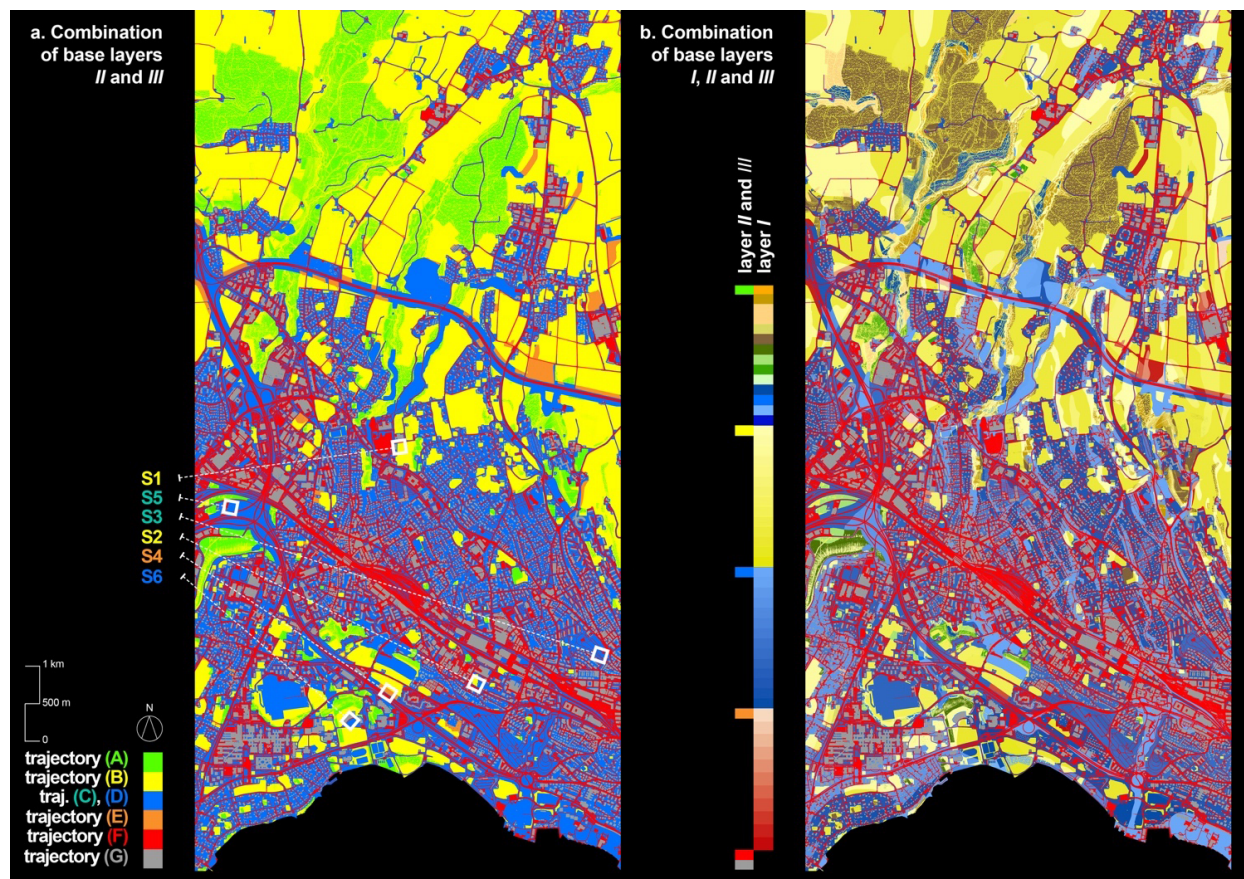 a. Combination
of base layers
II and III
b. Combination
of base layers
I, II and III
layer II and III
layer I
S1
S5
S3
S2
S4
S6
1 km
500 m
0
N
trajectory (A)
trajectory (B)
traj. (C), (D)
trajectory (E)
trajectory (F)
trajectory (G)